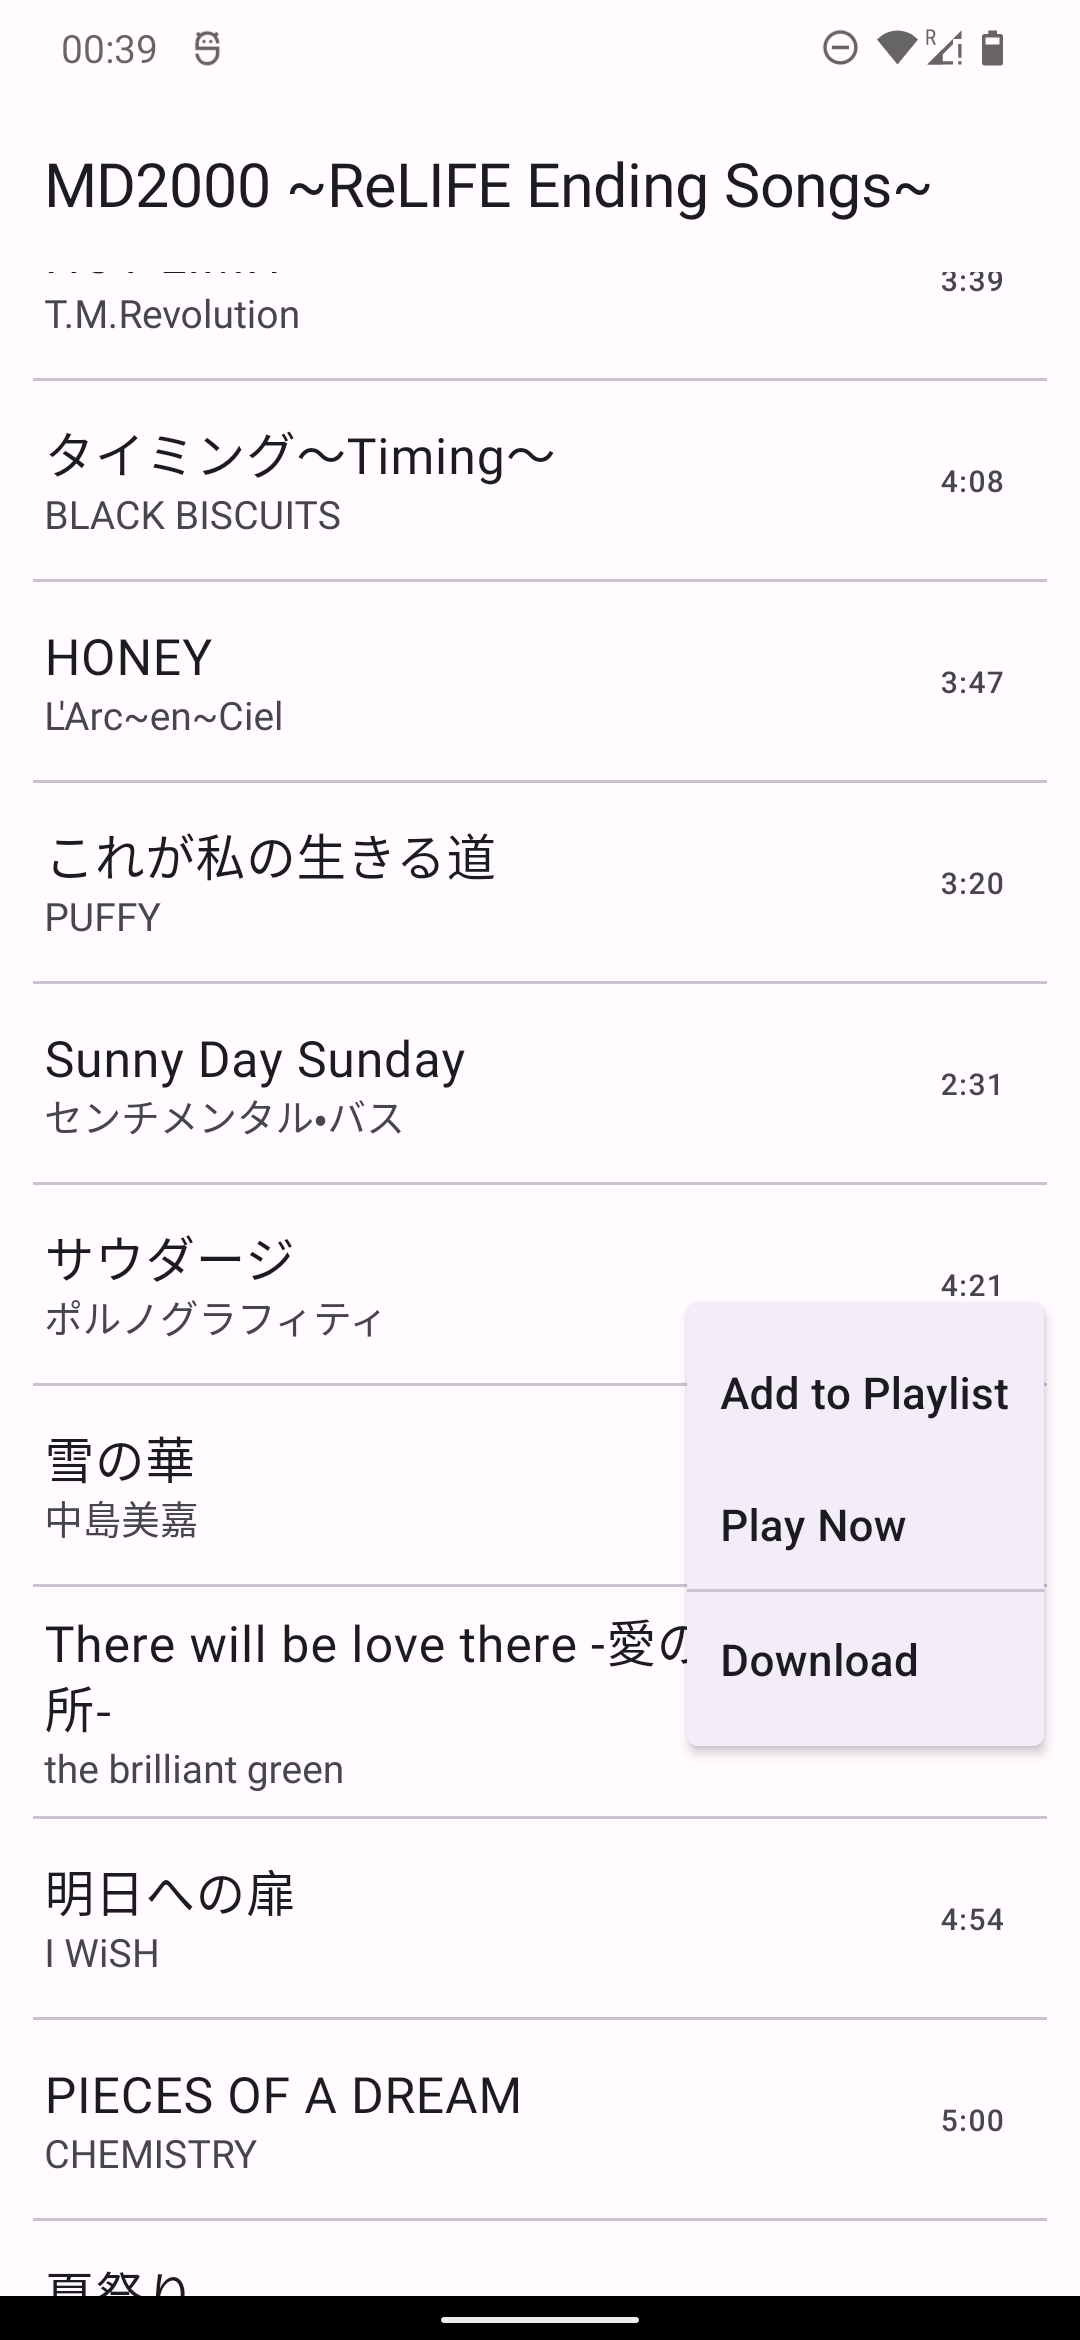 00:39
R
MD2000 ~ReLIFE Ending Songs~
3:39
T.M.Revolution
タイミング〜Timing〜
4:08
BLACK BISCUITS
HONEY
3:47
L'Arc~en~Ciel
これが私の生きる道
3:20
PUFFY
Sunny Day Sunday
2:31
センチメンタル•バス
サウダージ
4:21
ポルノグラフィティ
Add to Playlist
雪の華
中島美嘉
Play Now
There will be love there -愛の
所-
Download
the brilliant green
明日への扉
4:54
I WiSH
PIECES OF A DREAM
5:00
CHEMISTRY
夏祭り